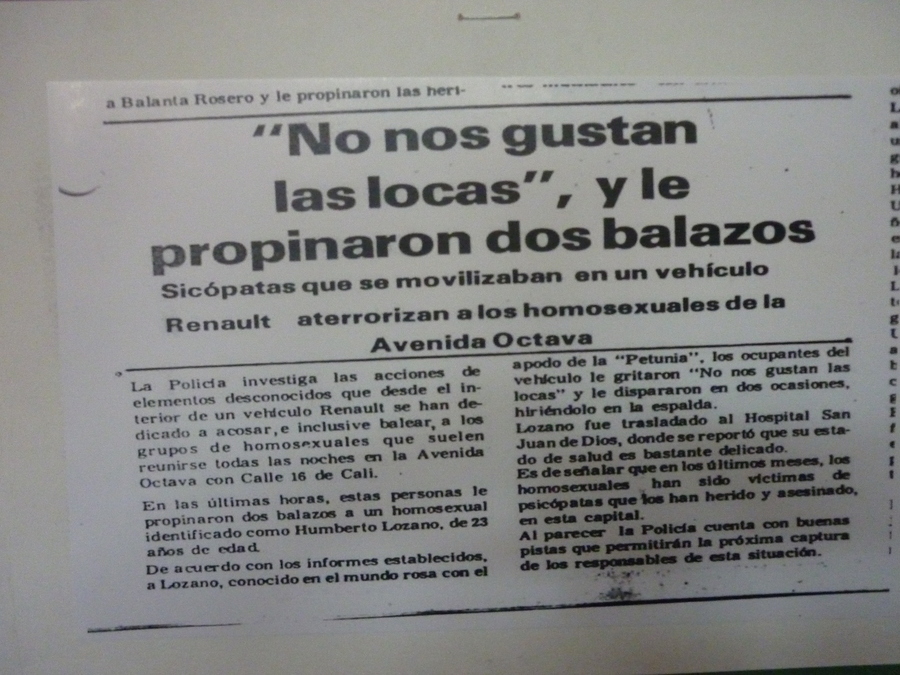 a Balanta Rosero y le propinaron las heri-
"No nos gustan
las locas", y le
propinaron dos balazos
Sicópatas que se movilizaban en un vehículo
Renault aterrorizan a los homosexuales de la
Avenida Octava
La Policía investiga las acciones de
elementos desconocidos que desde el in-
terior de un vehículo Renault se han de-
dicado a acosar, e inclusive balear, a los
grupos de homosexuales que suelen
reunirse todas las noches en la Avenida
Octava con Calle 16 de Cali.
En las últimas horas, estas personas le
propinaron dos balazos a un homosexual
identificado como Humberto Lozano, de 23
años de edad.
De acuerdo con los informes establecidos,
a Lozano, conocido en el mundo rosa con el
apodo de la "Petunia", los ocupantes del
vehículo le gritaron "No nos gustan las
locas" y le dispararon en dos ocasiones,
hiriéndolo en la espalda.
Lozano fue trasladado al Hospital San
Juan de Dios, donde se reportó que su esta-
do de salud es bastante delicado.
Es de señalar que en los últimos meses, los
homosexuales han sido víctimas de
psicópatas que los han herido y asesinado,
en esta capital.
Al parecer la Policía cuenta con buenas
pistas que permitirán la próxima captura
de los responsables de esta situación.